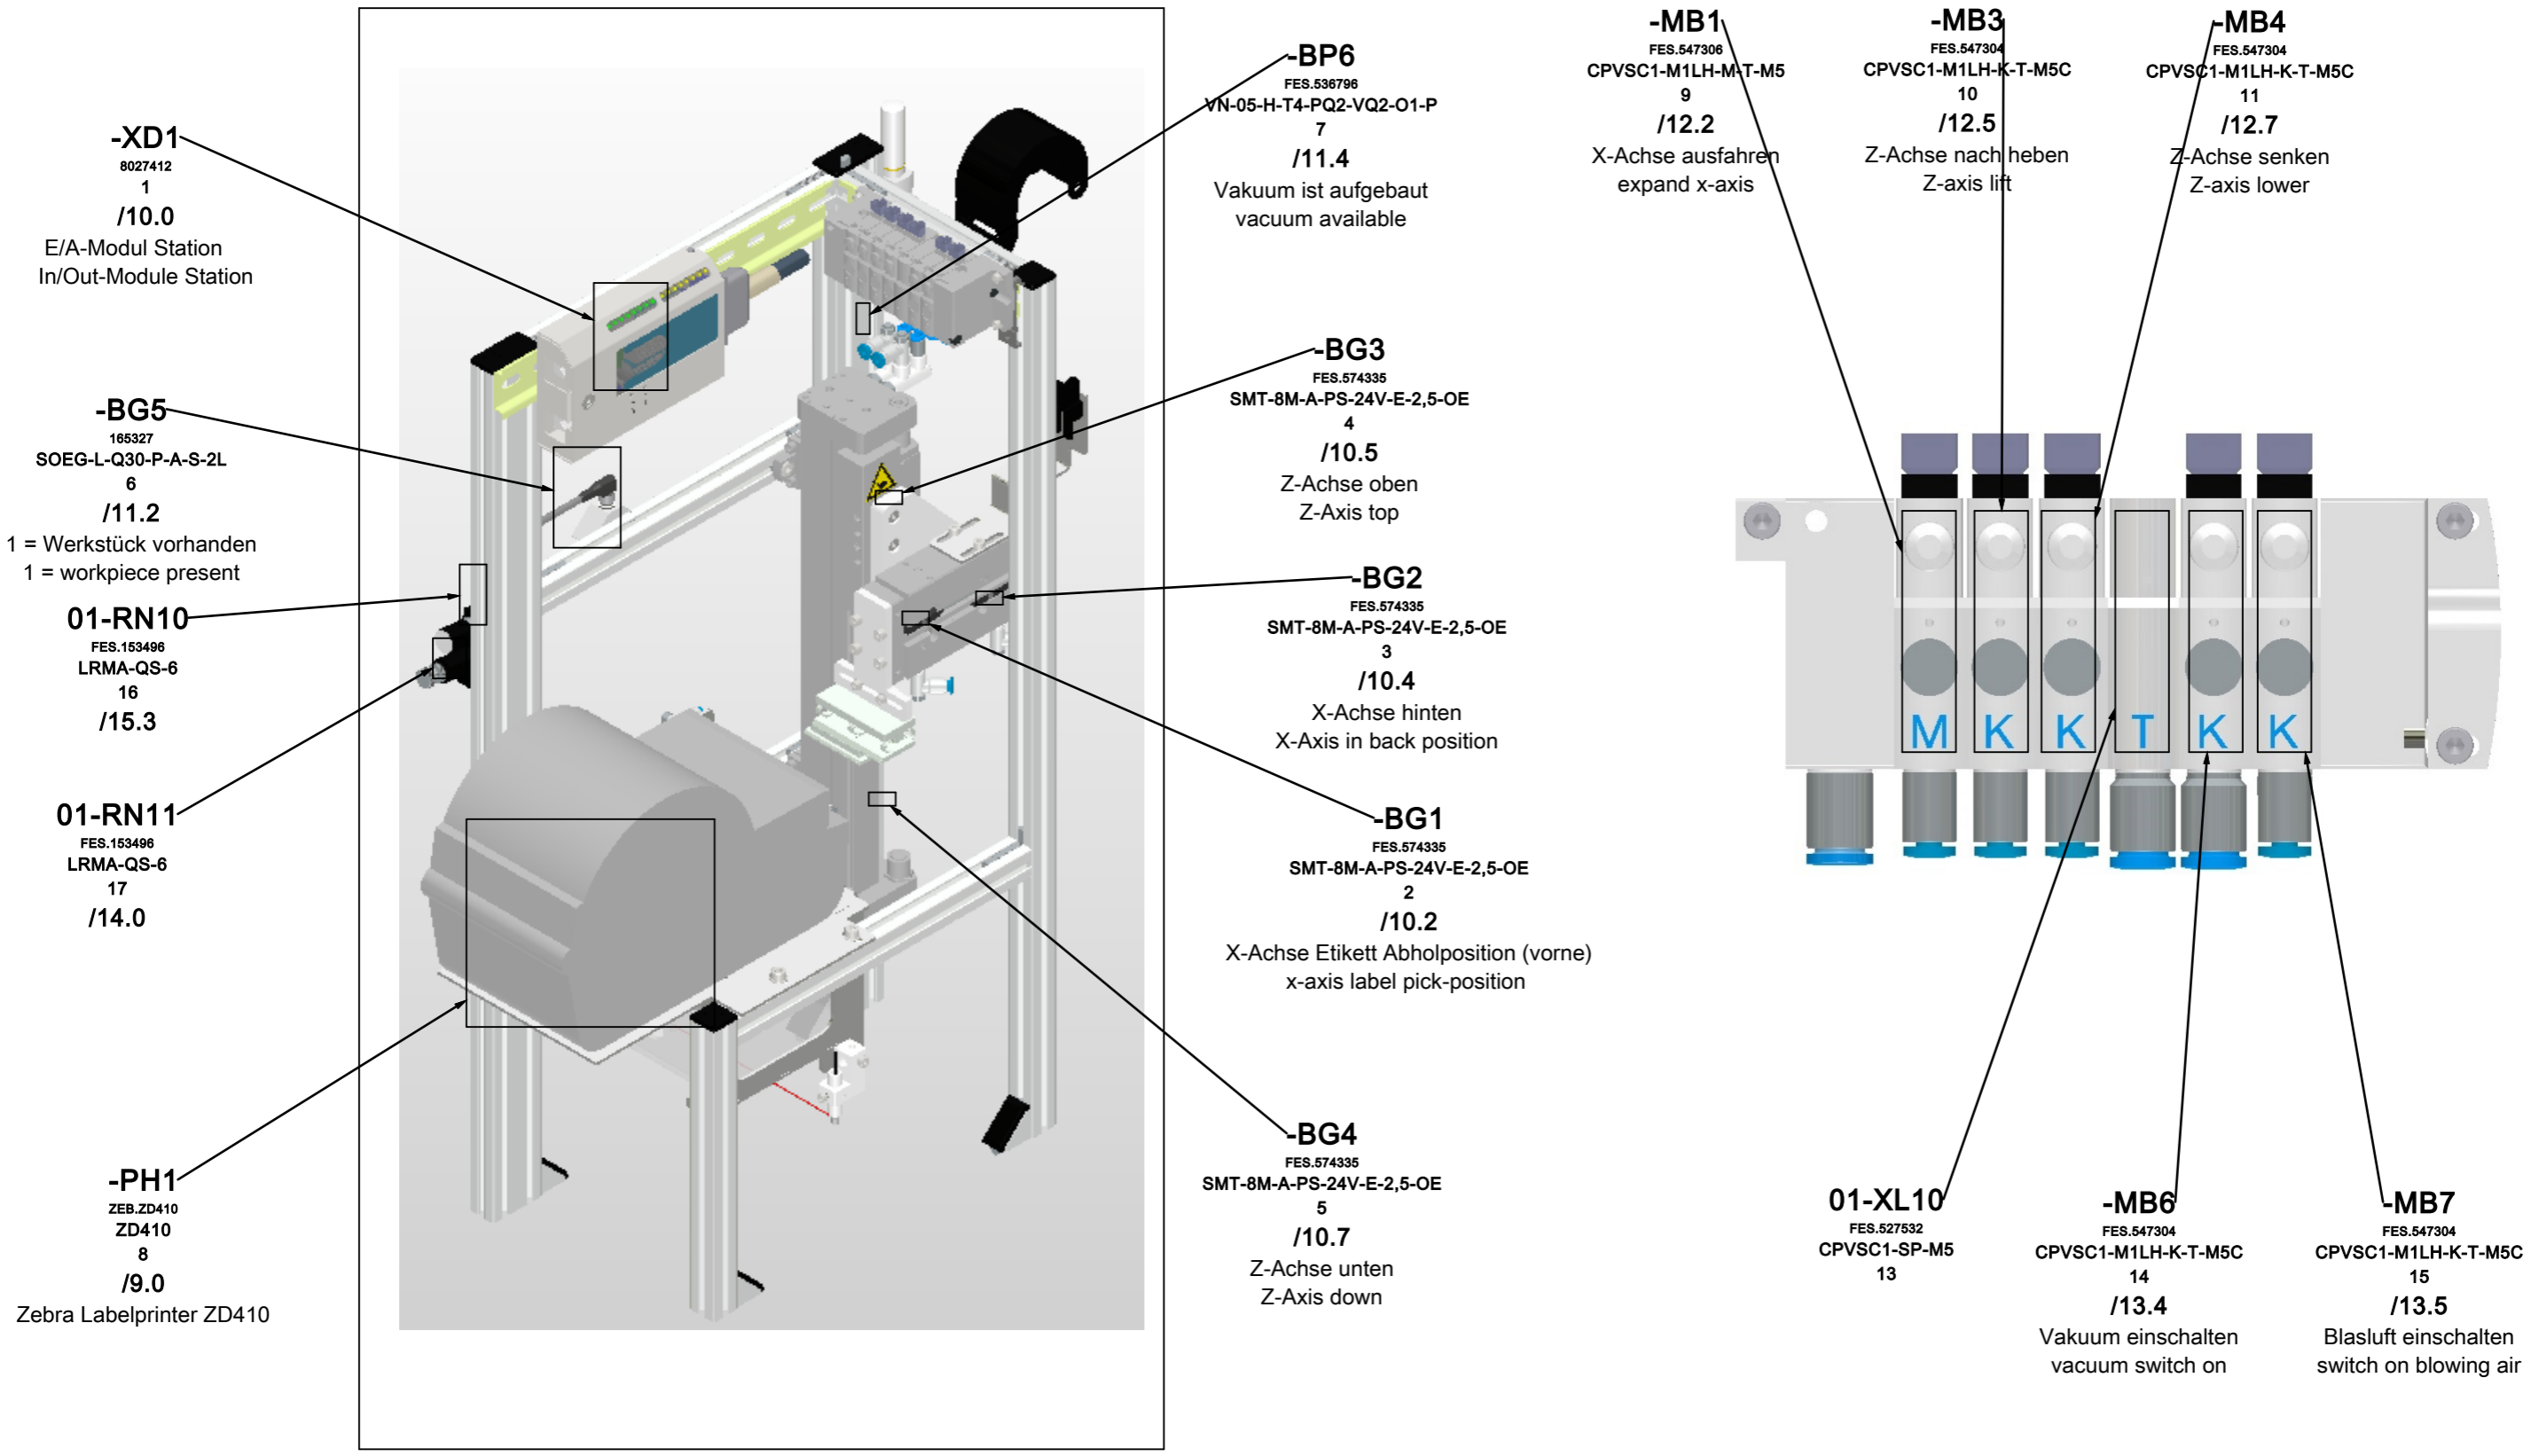 -XD1
8027412
1
/10.0
E/A-Modul Station
In/Out-Module Station
-BG5
165327
SOEG-L-Q30-P-A-S-2L
6
/11.2
1 = Werkstück vorhanden
1 = workpiece present
01-RN10
FES.153496
LRMA-QS-6
16
/15.3
01-RN11
FES.153496
LRMA-QS-6
17
/14.0
-PH1
ZEB.ZD410
ZD410
8
/9.0
Zebra Labelprinter ZD410
-BP6
FES.536796
VN-05-H-T4-PQ2-VQ2-O1-P
7
/11.4
Vakuum ist aufgebaut
vacuum available
-BG3
FES.574335
SMT-8M-A-PS-24V-E-2,5-OE
4
/10.5
Z-Achse oben
Z-Axis top
-BG2
FES.574335
SMT-8M-A-PS-24V-E-2,5-OE
3
/10.4
X-Achse hinten
X-Axis in back position
-BG1
FES.574335
SMT-8M-A-PS-24V-E-2,5-OE
2
/10.2
X-Achse Etikett Abholposition (vorne)
x-axis label pick-position
-BG4
FES.574335
SMT-8M-A-PS-24V-E-2,5-OE
5
/10.7
Z-Achse unten
Z-Axis down
-MB1
FES.547306
CPVSC1-M1LH-M-T-M5
9
/12.2
X-Achse ausfahren
expand x-axis
-MB3
FES.547304
CPVSC1-M1LH-K-T-M5C
10
/12.5
Z-Achse nach heben
Z-axis lift
-MB4
FES.547304
CPVSC1-M1LH-K-T-M5C
11
/12.7
Z-Achse senken
Z-axis lower
M K K T K K
01-XL10
FES.527532
CPVSC1-SP-M5
13
-MB6
FES.547304
CPVSC1-M1LH-K-T-M5C
14
/13.4
Vakuum einschalten
vacuum switch on
-MB7
FES.547304
CPVSC1-M1LH-K-T-M5C
15
/13.5
Blasluft einschalten
switch on blowing air